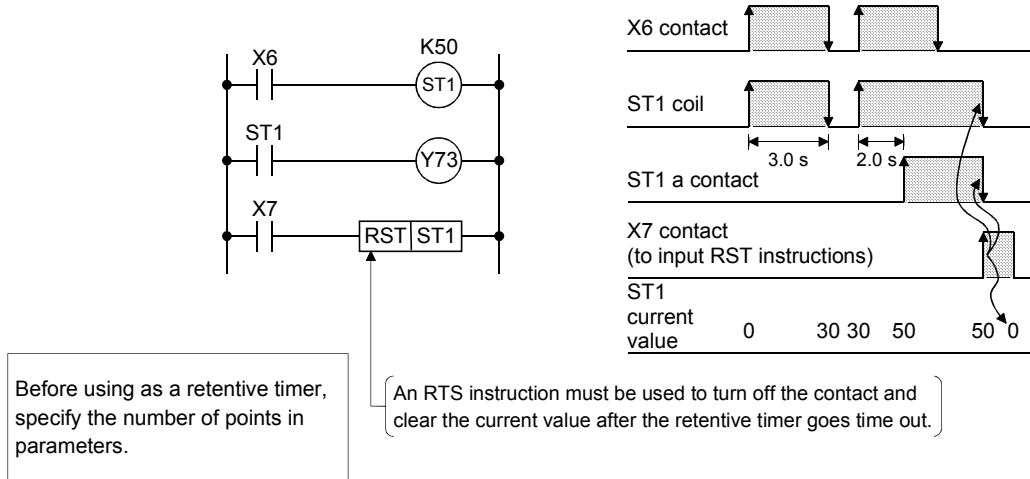 X6
K50
ST1
ST1
Y73
X7
RST ST1
X6 contact
ST1 coil
3.0 s
2.0 s
ST1 a contact
X7 contact
(to input RST instructions)
ST1
current
value
0 30 30 50 50 0
Before using as a retentive timer,
specify the number of points in
parameters.
An RTS instruction must be used to turn off the contact and
clear the current value after the retentive timer goes time out.